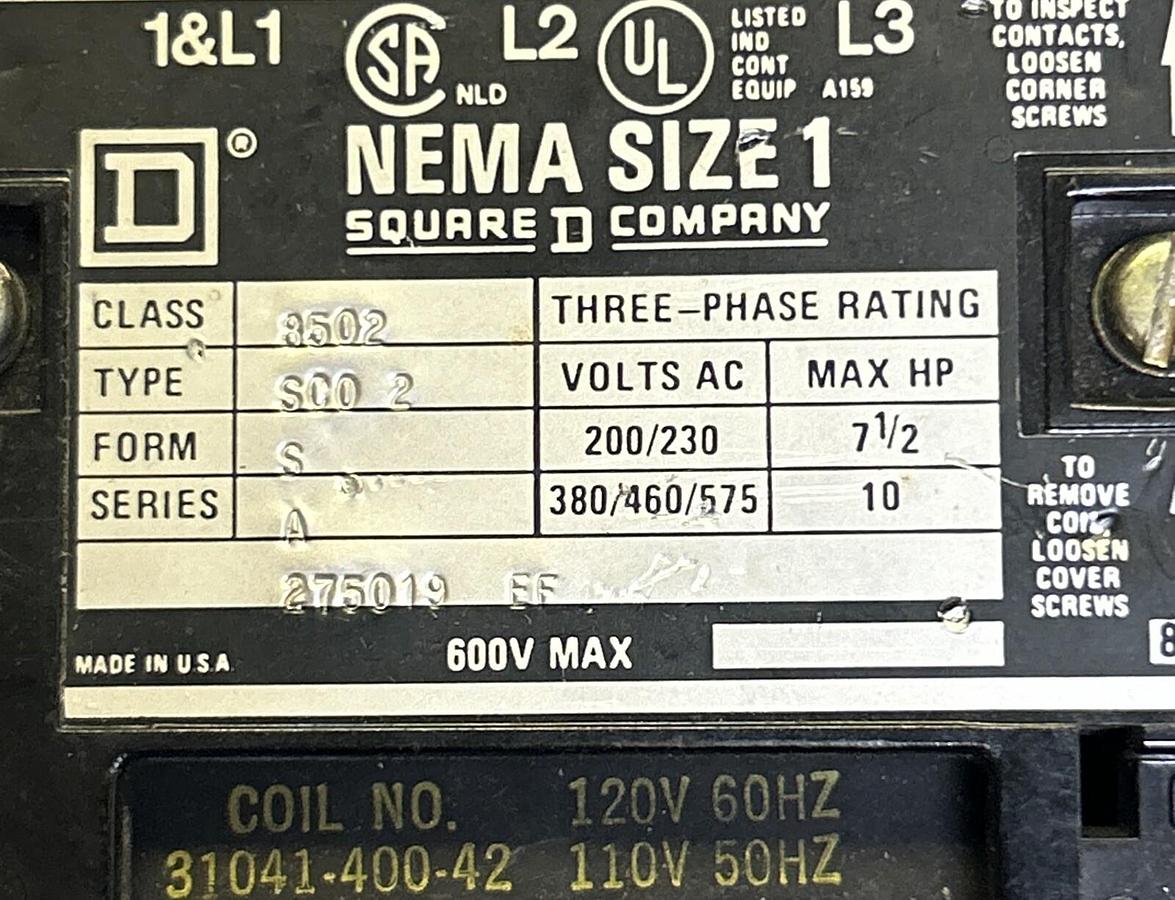 1&L1 SA NLD L2 UL LISTED IND CONT EQUIP A159 L3
TO INSPECT
CONTACTS,
LOOSEN
CORNER
SCREWS
D ®
NEMA SIZE 1
SQUARE D COMPANY
CLASS 8502 THREE-PHASE RATING
TYPE SCO 2 VOLTS AC MAX HP
FORM S 200/230 7 1/2
SERIES A 380/460/575 10
275019 EF
MADE IN U.S.A. 600V MAX
TO
REMOVE
COIL,
LOOSEN
COVER
SCREWS
8
COIL NO. 120V 60HZ
31041-400-42 110V 50HZ